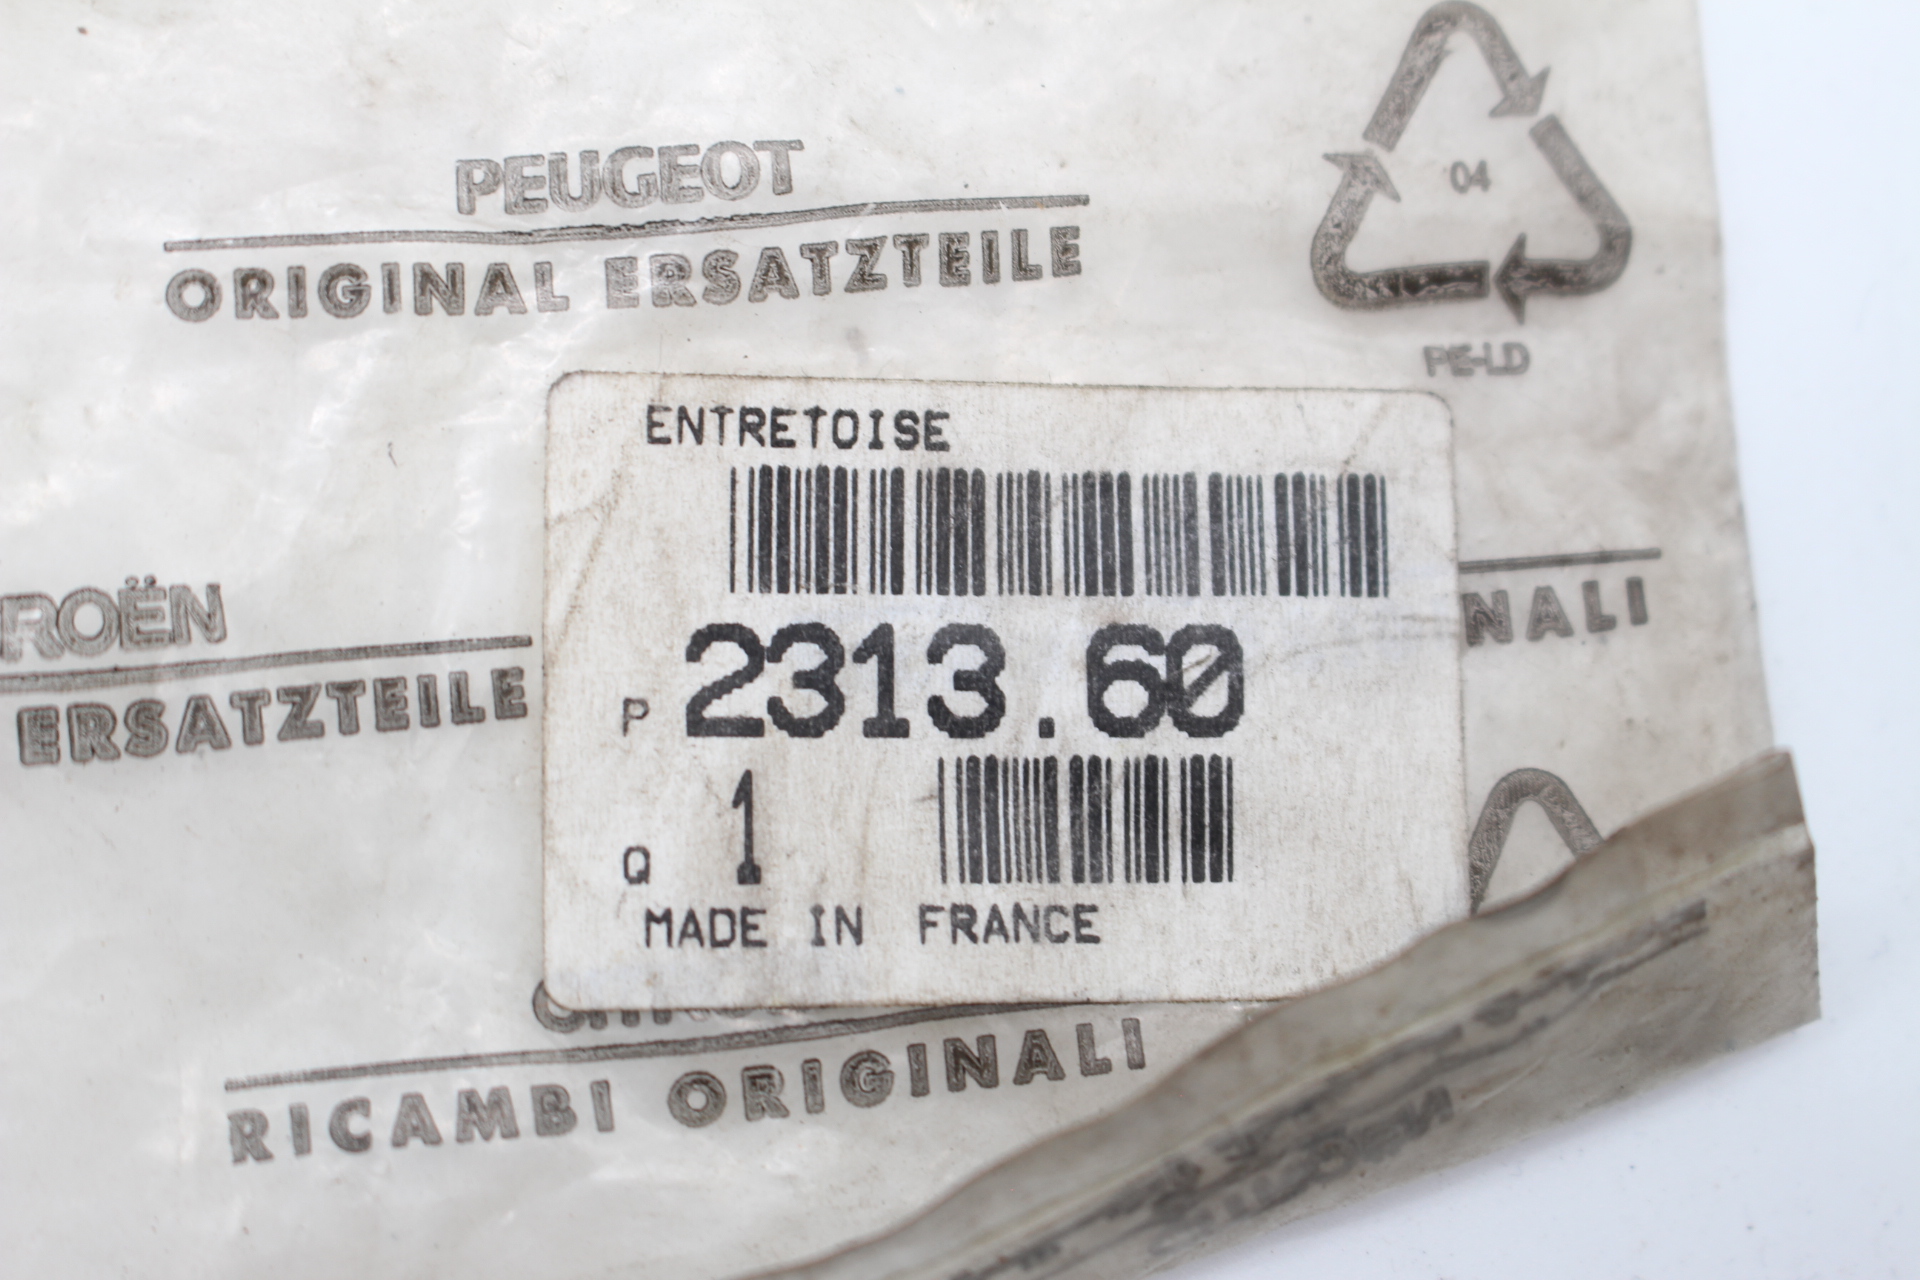 PEUGEOT
ORIGINAL ERSATZTEILE
04
PE-LD
ENTRETOISE
P 2313.60
Q 1
MADE IN FRANCE
ROËN
ERSATZTEILE
NALI
RICAMBI ORIGINALI